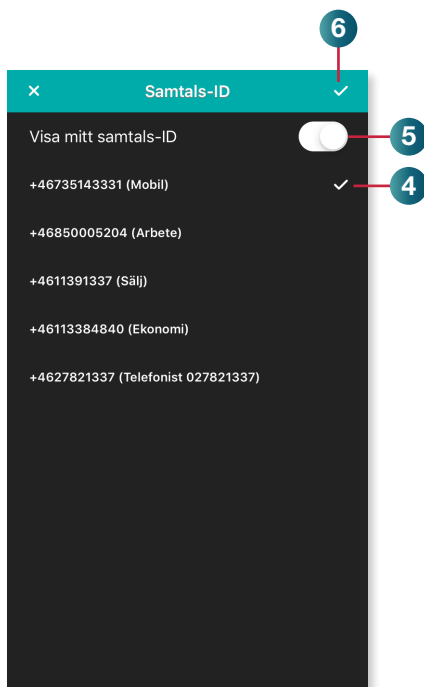 6
Samtals-ID
Visa mitt samtals-ID
5
+46735143331 (Mobil)
4
+46850005204 (Arbete)
+4611391337 (Sälj)
+46113384840 (Ekonomi)
+4627821337 (Telefonist 027821337)